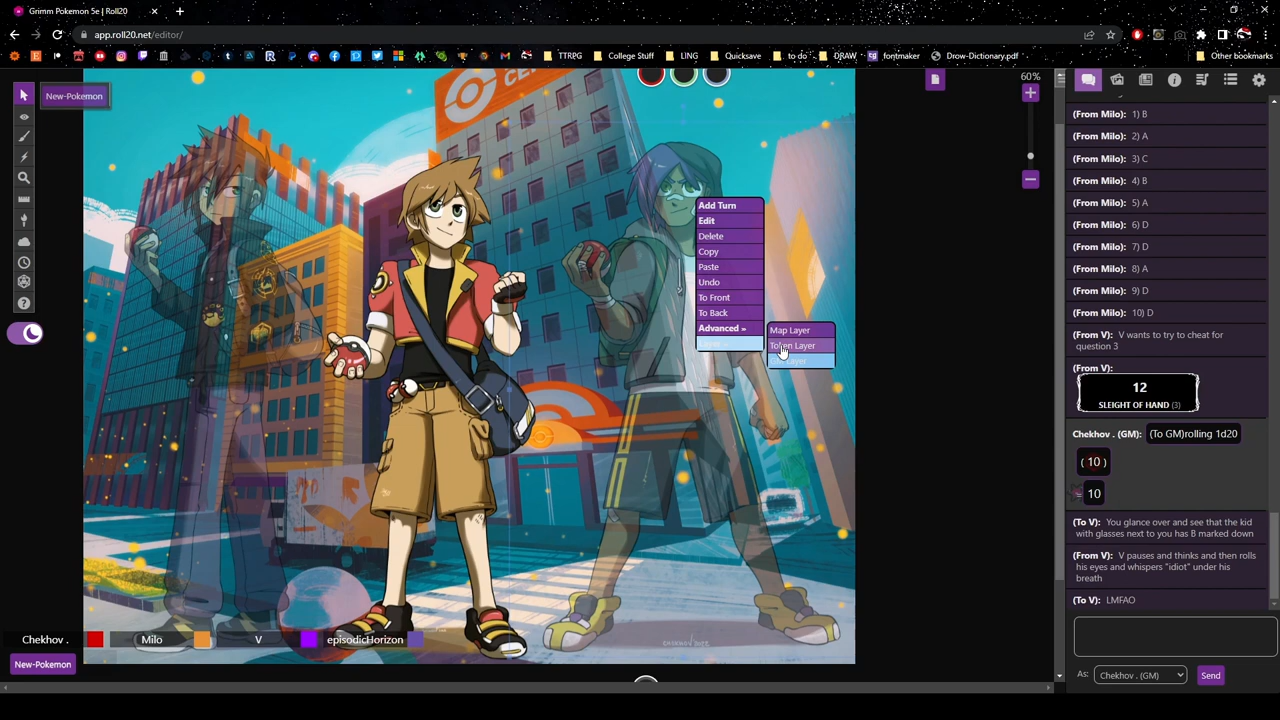 Grimm Pokemon 5e | Roll20
app.roll20.net/editor/
TTRPG
College Stuff
LING
Quicksave
to do
DRAW
fontmaker
Drow-Dictionary.pdf
Other bookmarks
New-Pokemon
CE
60%
Add Turn
Edit
Delete
Copy
Paste
Undo
To Front
To Back
Advanced »
Layer
Map Layer
Token Layer
Layer
(From Milo): 1) B
(From Milo): 2) A
(From Milo): 3) C
(From Milo): 4) B
(From Milo): 5) A
(From Milo): 6) D
(From Milo): 7) D
(From Milo): 8) A
(From Milo): 9) D
(From Milo): 10) D
(From V): V wants to try to cheat for
question 3
(From V):
12
SLEIGHT OF HAND (3)
Chekhov . (GM): (To GM)rolling 1d20
(10)
=
10
(To V): You glance over and see that the kid
with glasses next to you has B marked down
(From V): V pauses and thinks and then rolls
his eyes and whispers "idiot" under his
breath
(To V): LMFAO
Chekhov .
Milo
V
episodicHorizon
New-Pokemon
As: Chekhov . (GM)
Send